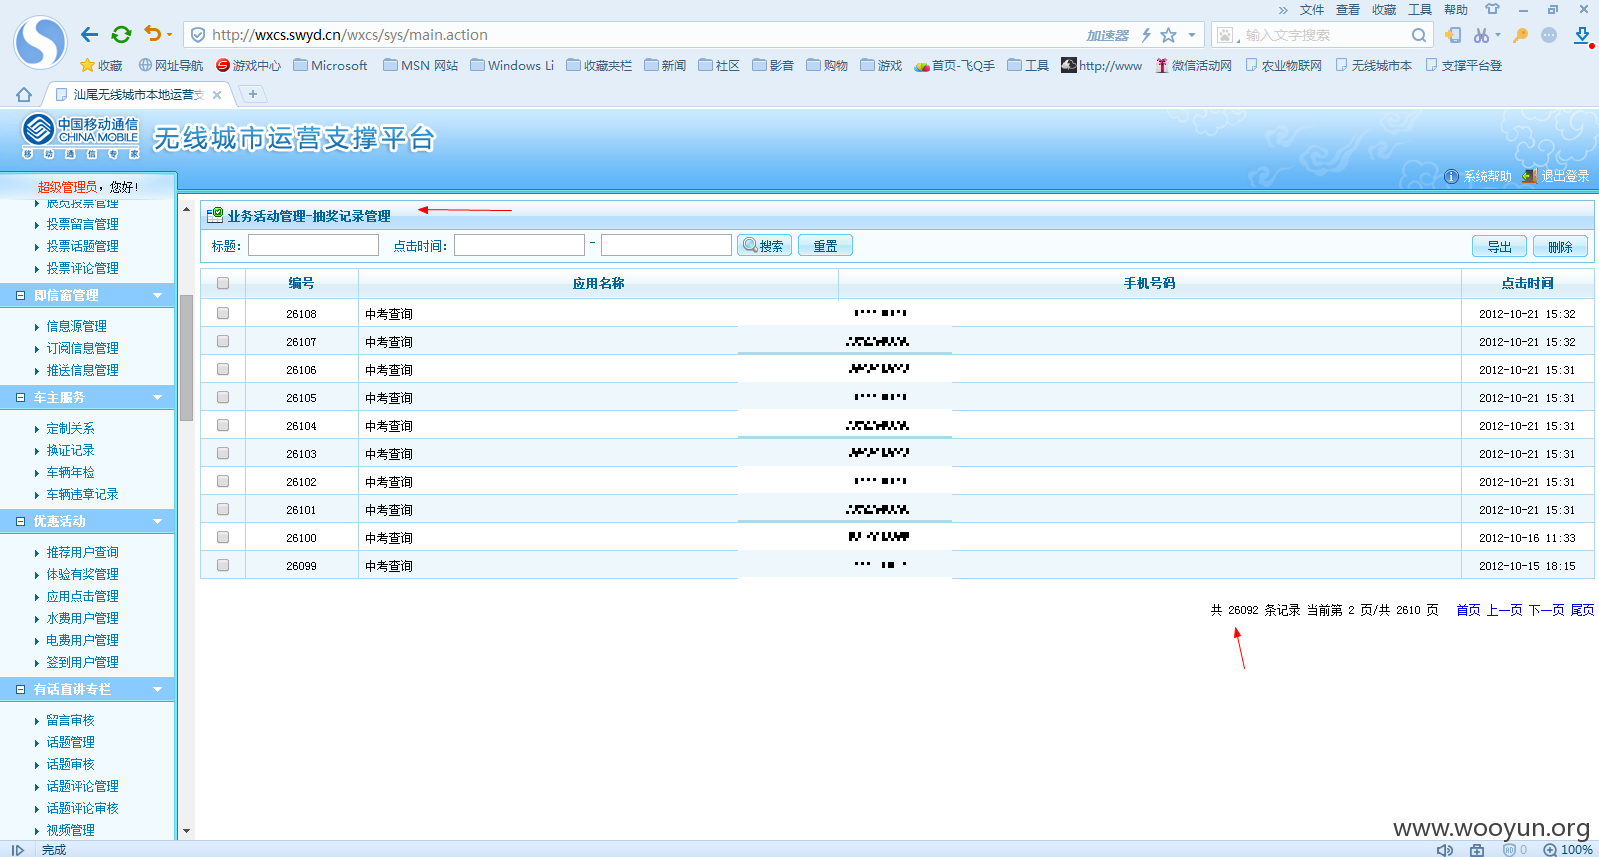 » 文件 查看 收藏 工具 帮助
http://wxcs.swyd.cn/wxcs/sys/main.action 加速器 输入文字搜索
收藏 网址导航 游戏中心 Microsoft MSN 网站 Windows Li 收藏夹栏 新闻 社区 影音 购物 游戏 首页-飞Q手 工具 http://www 微信活动网 农业物联网 无线城市本 支撑平台登
汕尾无线城市本地运营支
中国移动通信
CHINA MOBILE
移动通信专家
无线城市运营支撑平台
系统帮助 退出登录
超级管理员，您好!
展览投票管理
投票留言管理
投票话题管理
投票评论管理
即信窗管理
信息源管理
订阅信息管理
推送信息管理
车主服务
定制关系
换证记录
车辆年检
车辆违章记录
优惠活动
推荐用户查询
体验有奖管理
应用点击管理
水费用户管理
电费用户管理
签到用户管理
有话直讲专栏
留言审核
话题管理
话题审核
话题评论管理
话题评论审核
视频管理
业务活动管理-抽奖记录管理
标题: 点击时间: - 搜索 重置 导出 删除
编号 应用名称 手机号码 点击时间
26108 中考查询 2012-10-21 15:32
26107 中考查询 2012-10-21 15:32
26106 中考查询 2012-10-21 15:31
26105 中考查询 2012-10-21 15:31
26104 中考查询 2012-10-21 15:31
26103 中考查询 2012-10-21 15:31
26102 中考查询 2012-10-21 15:31
26101 中考查询 2012-10-21 15:31
26100 中考查询 2012-10-16 11:33
26099 中考查询 2012-10-15 18:15
共 26092 条记录 当前第 2 页/共 2610 页 首页 上一页 下一页 尾页
www.wooyun.org
完成 0 100%